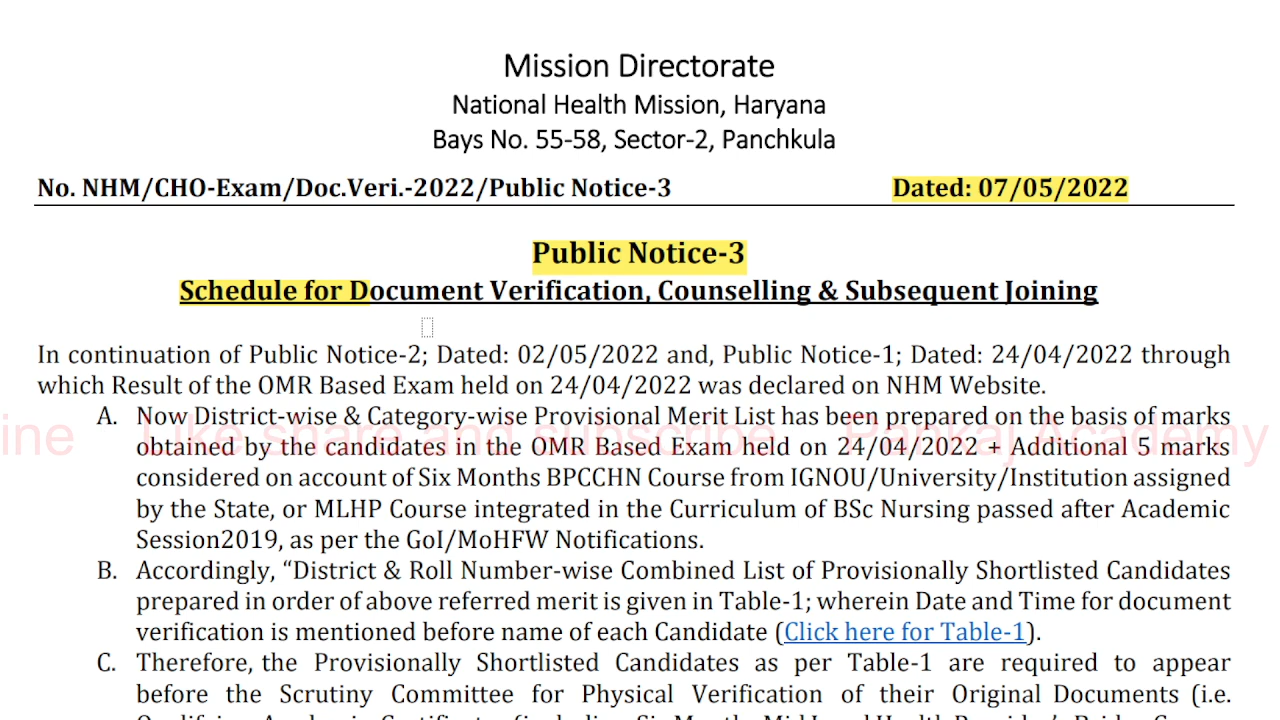 Mission Directorate
National Health Mission, Haryana
Bays No. 55-58, Sector-2, Panchkula
No. NHM/CHO-Exam/Doc.Veri.-2022/Public Notice-3 Dated: 07/05/2022
Public Notice-3
Schedule for Document Verification, Counselling & Subsequent Joining
In continuation of Public Notice-2; Dated: 02/05/2022 and, Public Notice-1; Dated: 24/04/2022 through
which Result of the OMR Based Exam held on 24/04/2022 was declared on NHM Website.
A. Now District-wise & Category-wise Provisional Merit List has been prepared on the basis of marks
ine Like share and subscribe Pankaj Academy
obtained by the candidates in the OMR Based Exam held on 24/04/2022 + Additional 5 marks
considered on account of Six Months BPCCHN Course from IGNOU/University/Institution assigned
by the State, or MLHP Course integrated in the Curriculum of BSc Nursing passed after Academic
Session2019, as per the GoI/MoHFW Notifications.
B. Accordingly, “District & Roll Number-wise Combined List of Provisionally Shortlisted Candidates
prepared in order of above referred merit is given in Table-1; wherein Date and Time for document
verification is mentioned before name of each Candidate (Click here for Table-1).
C. Therefore, the Provisionally Shortlisted Candidates as per Table-1 are required to appear
before the Scrutiny Committee for Physical Verification of their Original Documents (i.e.